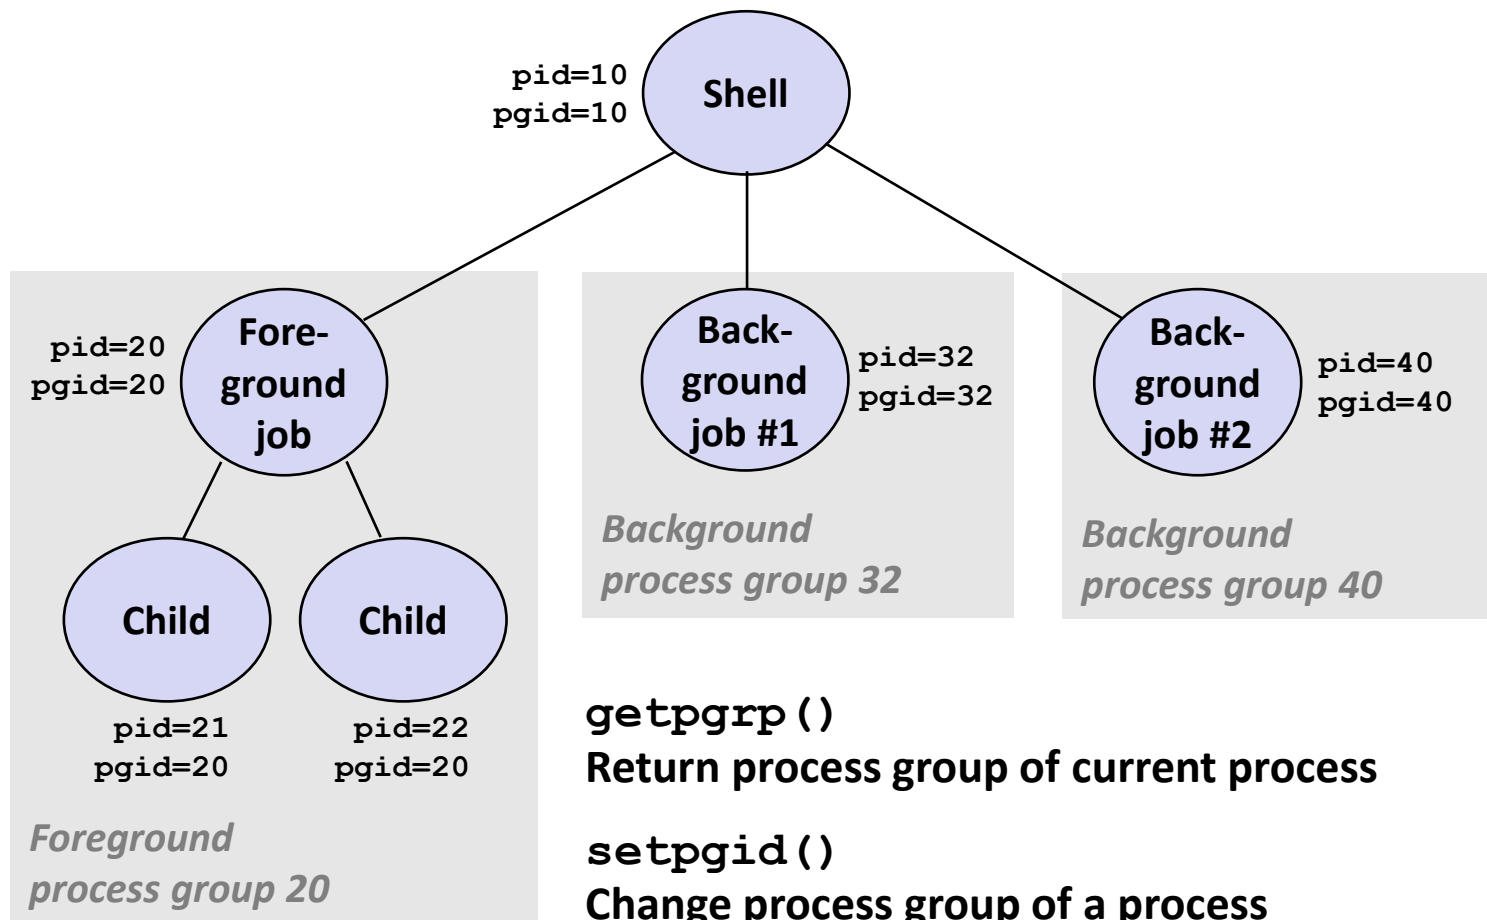 pid=10
pgid=10
Shell
pid=20
pgid=20
Fore-
ground
job
Back-
ground
job #1
pid=32
pgid=32
Back-
ground
job #2
pid=40
pgid=40
Background
process group 32
Background
process group 40
Child
Child
pid=21
pgid=20
pid=22
pgid=20
Foreground
process group 20
getpgrp()
Return process group of current process
setpgid()
Change process group of a process